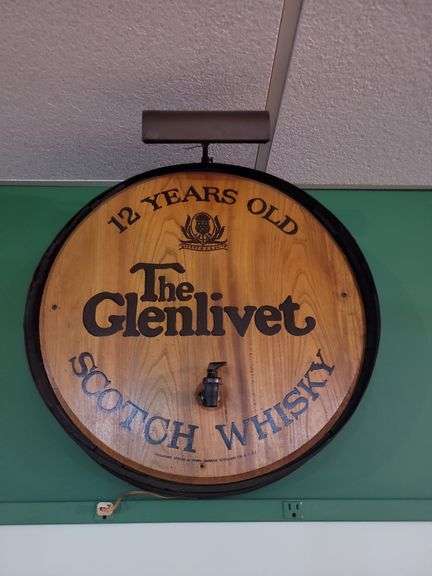 12 YEARS OLD
The
Glenlivet
SCOTCH WHISKY